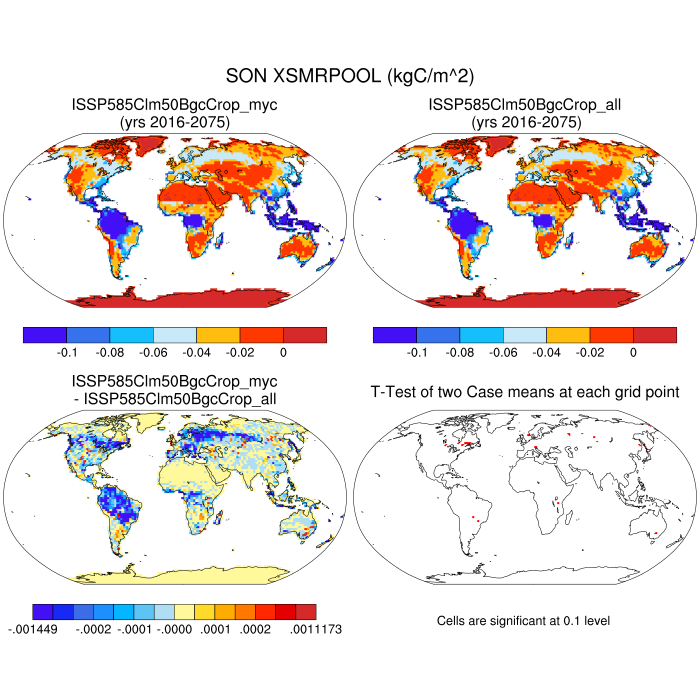 SON XSMRPOOL (kgC/m^2)
ISSP585Clm50BgcCrop_myc
(yrs 2016-2075)
ISSP585Clm50BgcCrop_all
(yrs 2016-2075)
-0.1 -0.08 -0.06 -0.04 -0.02 0
-0.1 -0.08 -0.06 -0.04 -0.02 0
ISSP585Clm50BgcCrop_myc
- ISSP585Clm50BgcCrop_all
T-Test of two Case means at each grid point
-.001449 -.0002 -.0001 -.0000 .0001 .0002 .0011173
Cells are significant at 0.1 level